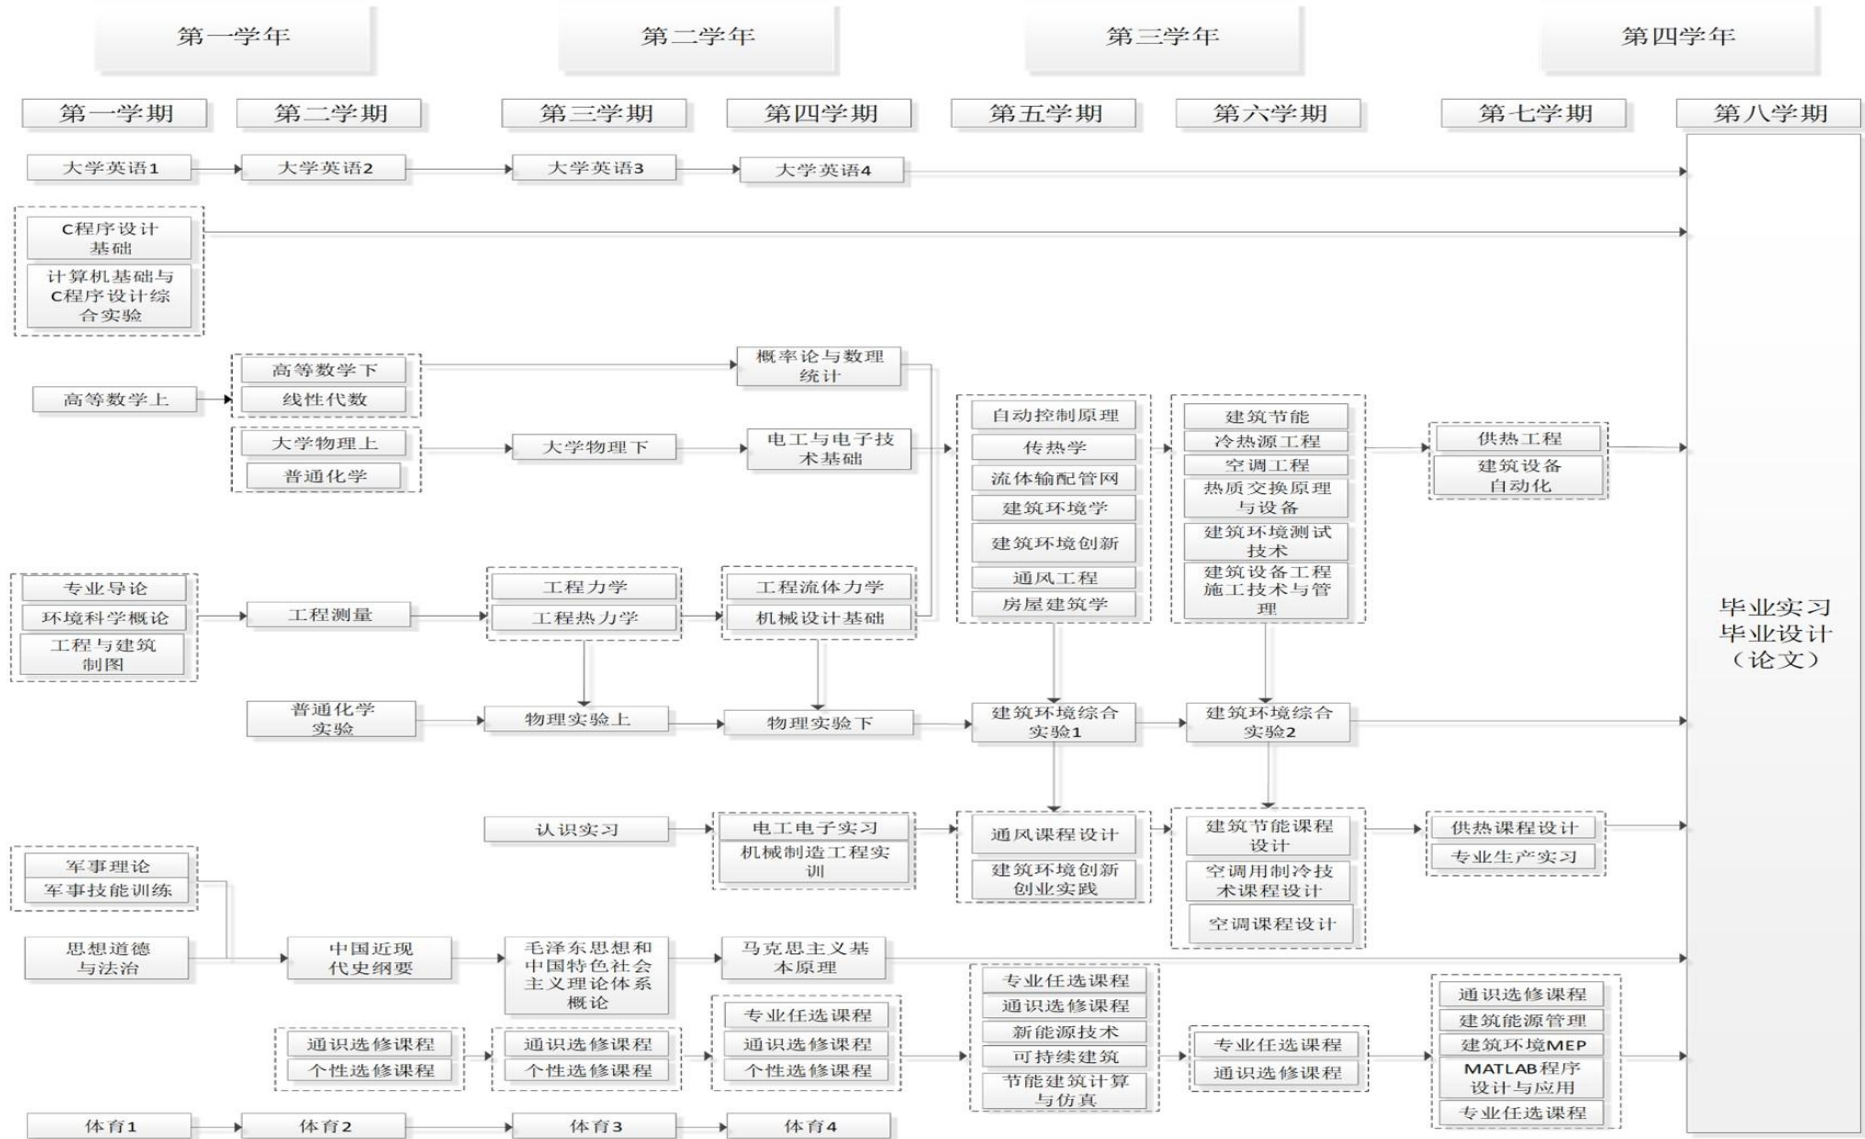 第一学年
第二学年
第三学年
第四学年
第一学期
第二学期
第三学期
第四学期
第五学期
第六学期
第七学期
第八学期
大学英语1
大学英语2
大学英语3
大学英语4
C程序设计
基础
计算机基础与
C程序设计综
合实验
高等数学上
高等数学下
线性代数
概率论与数理
统计
大学物理上
普通化学
大学物理下
电工与电子技
术基础
自动控制原理
传热学
流体输配管网
建筑环境学
建筑环境创新
通风工程
房屋建筑学
建筑节能
冷热源工程
空调工程
热质交换原理
与设备
建筑环境测试
技术
建筑设备工程
施工技术与管
理
供热工程
建筑设备
自动化
专业导论
环境科学概论
工程与建筑
制图
工程测量
工程力学
工程热力学
工程流体力学
机械设计基础
毕业实习
毕业设计
（论文）
普通化学
实验
物理实验上
物理实验下
建筑环境综合
实验1
建筑环境综合
实验2
认识实习
电工电子实习
机械制造工程实
训
通风课程设计
建筑环境创新
创业实践
建筑节能课程
设计
空调用制冷技
术课程设计
空调课程设计
供热课程设计
专业生产实习
军事理论
军事技能训练
思想道德
与法治
中国近现
代史纲要
毛泽东思想和
中国特色社会
主义理论体系
概论
马克思主义基
本原理
通识选修课程
个性选修课程
通识选修课程
个性选修课程
专业任选课程
通识选修课程
个性选修课程
专业任选课程
通识选修课程
新能源技术
可持续建筑
节能建筑计算
与仿真
专业任选课程
通识选修课程
通识选修课程
建筑能源管理
建筑环境MEP
MATLAB程序
设计与应用
专业任选课程
体育1
体育2
体育3
体育4